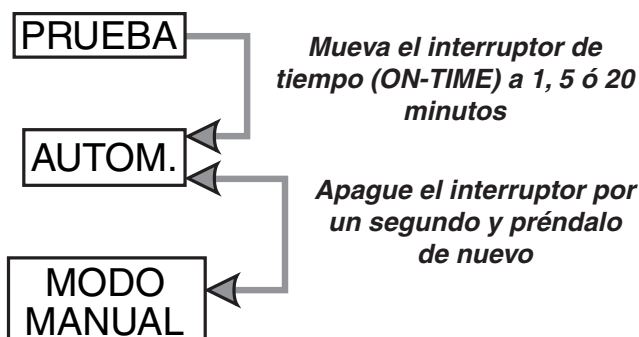 PRUEBA
Mueva el interruptor de
tiempo (ON-TIME) a 1, 5 ó 20
minutos
AUTOM.
Apague el interruptor por
un segundo y préndalo
de nuevo
MODO
MANUAL